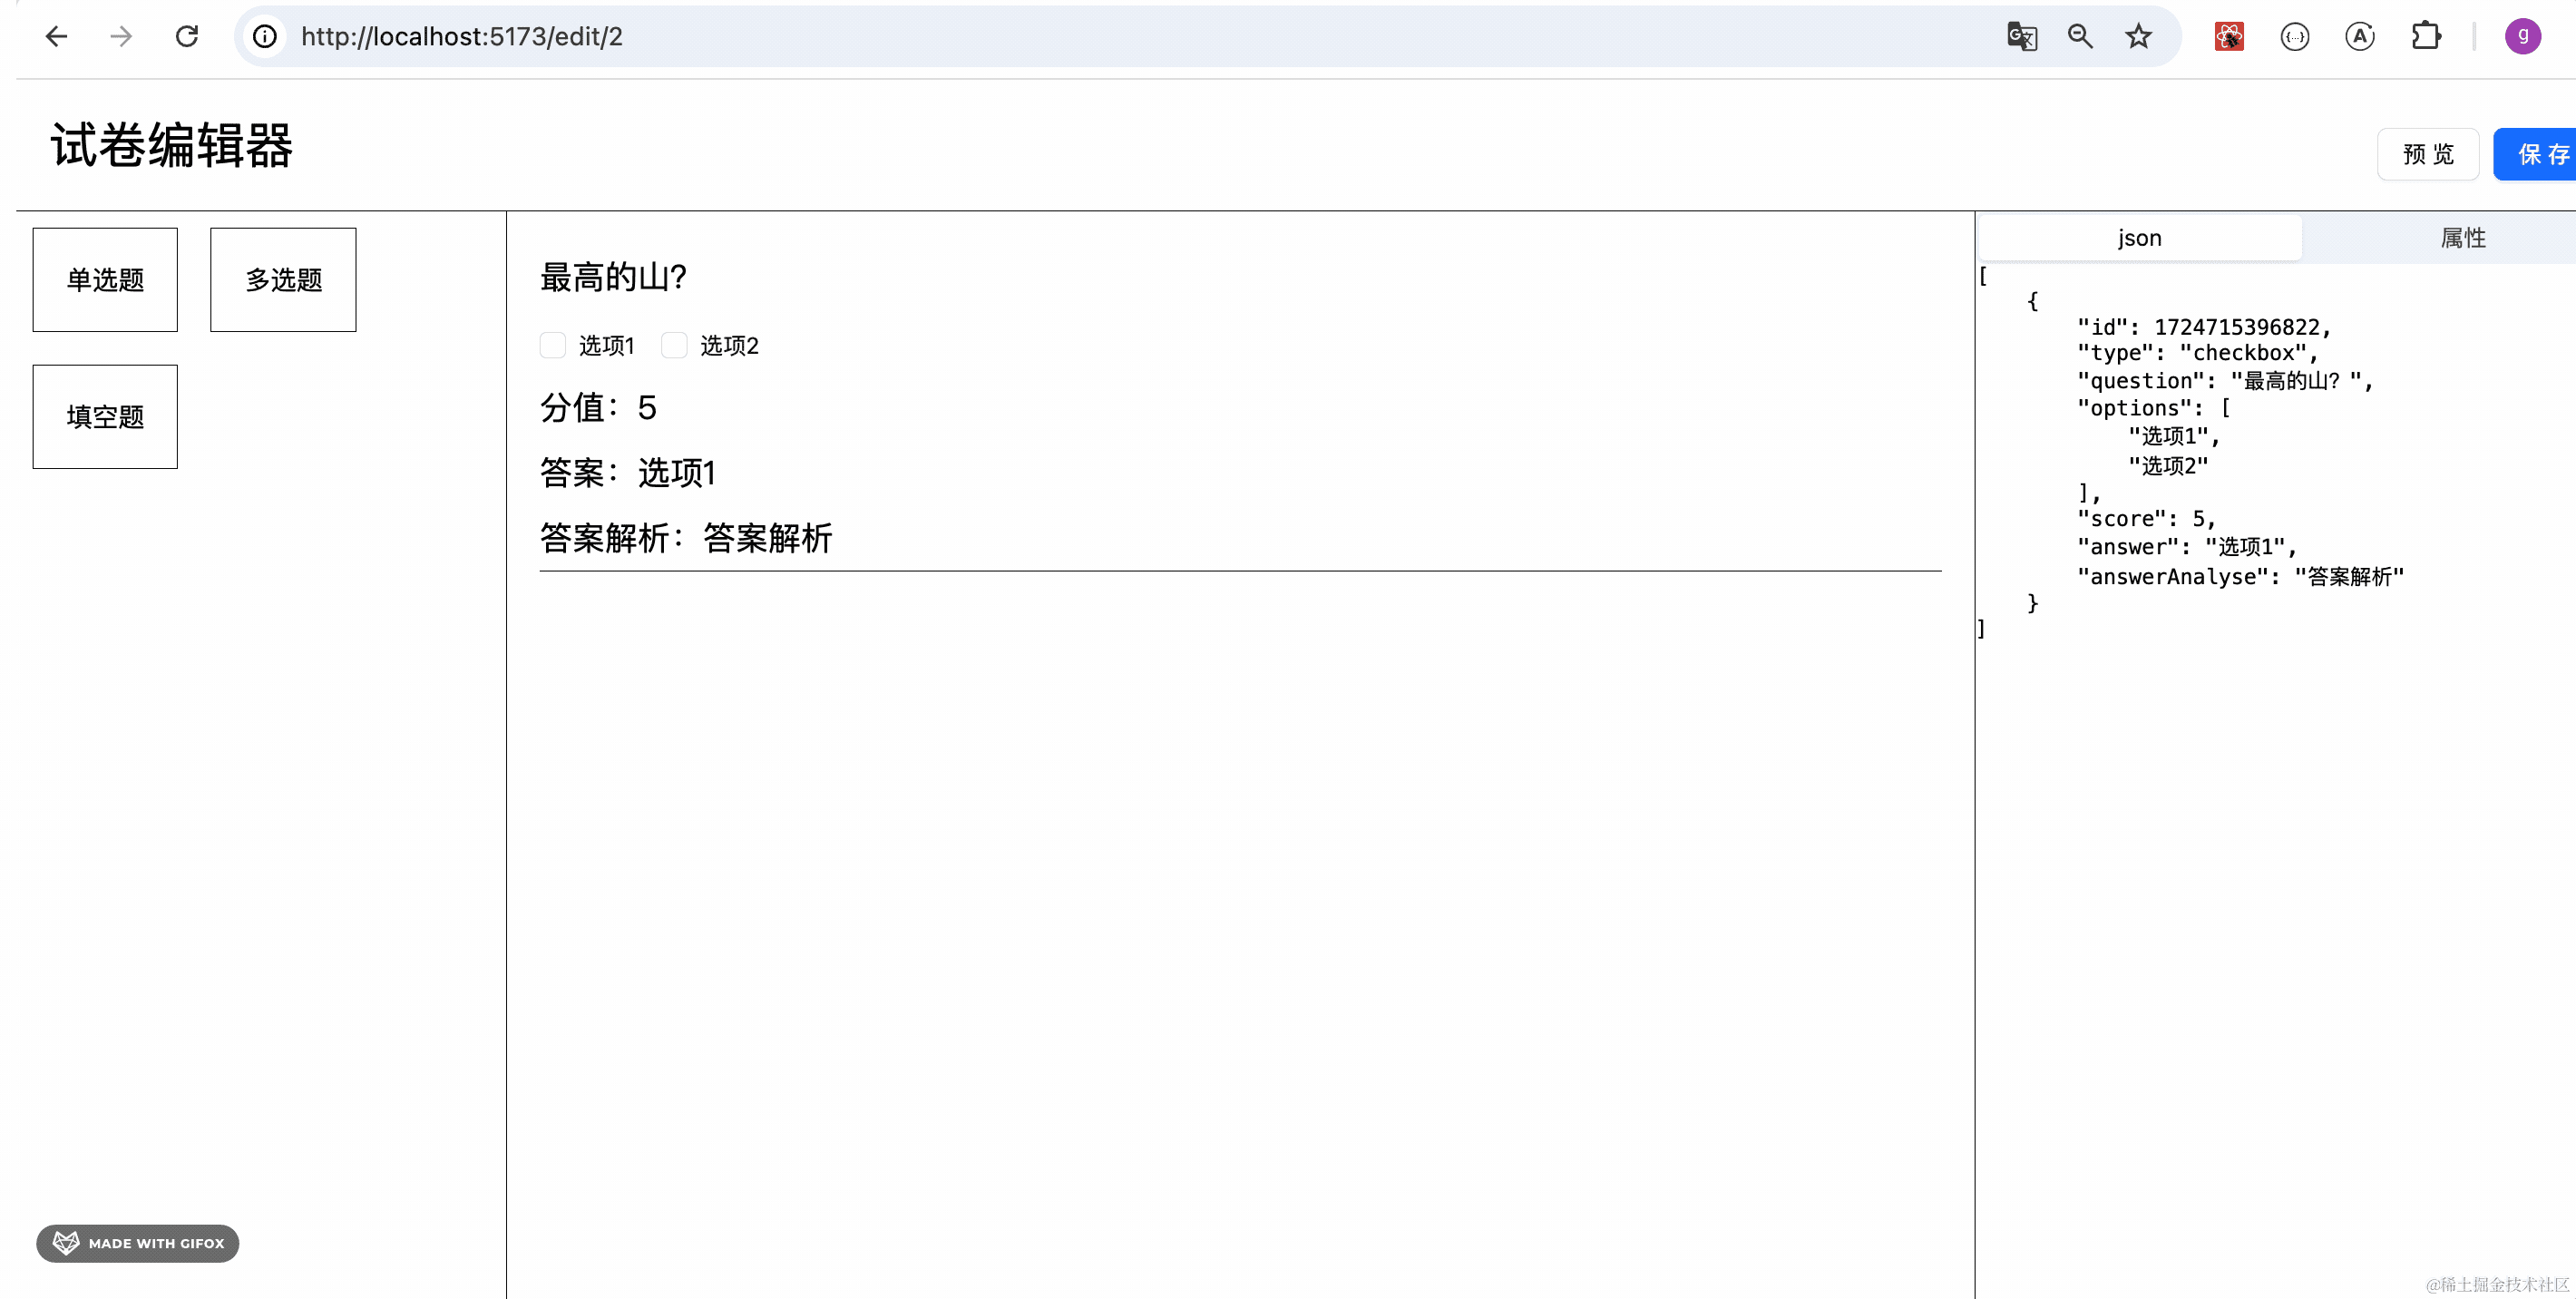 http://localhost:5173/edit/2
g
试卷编辑器
预 览
保 存
单选题
多选题
填空题
最高的山?
选项1
选项2
分值：5
答案：选项1
答案解析：答案解析
json
属性
[
{
"id": 1724715396822,
"type": "checkbox",
"question": "最高的山？",
"options": [
"选项1",
"选项2"
],
"score": 5,
"answer": "选项1",
"answerAnalyse": "答案解析"
}
]
MADE WITH GIFOX
@稀土掘金技术社区